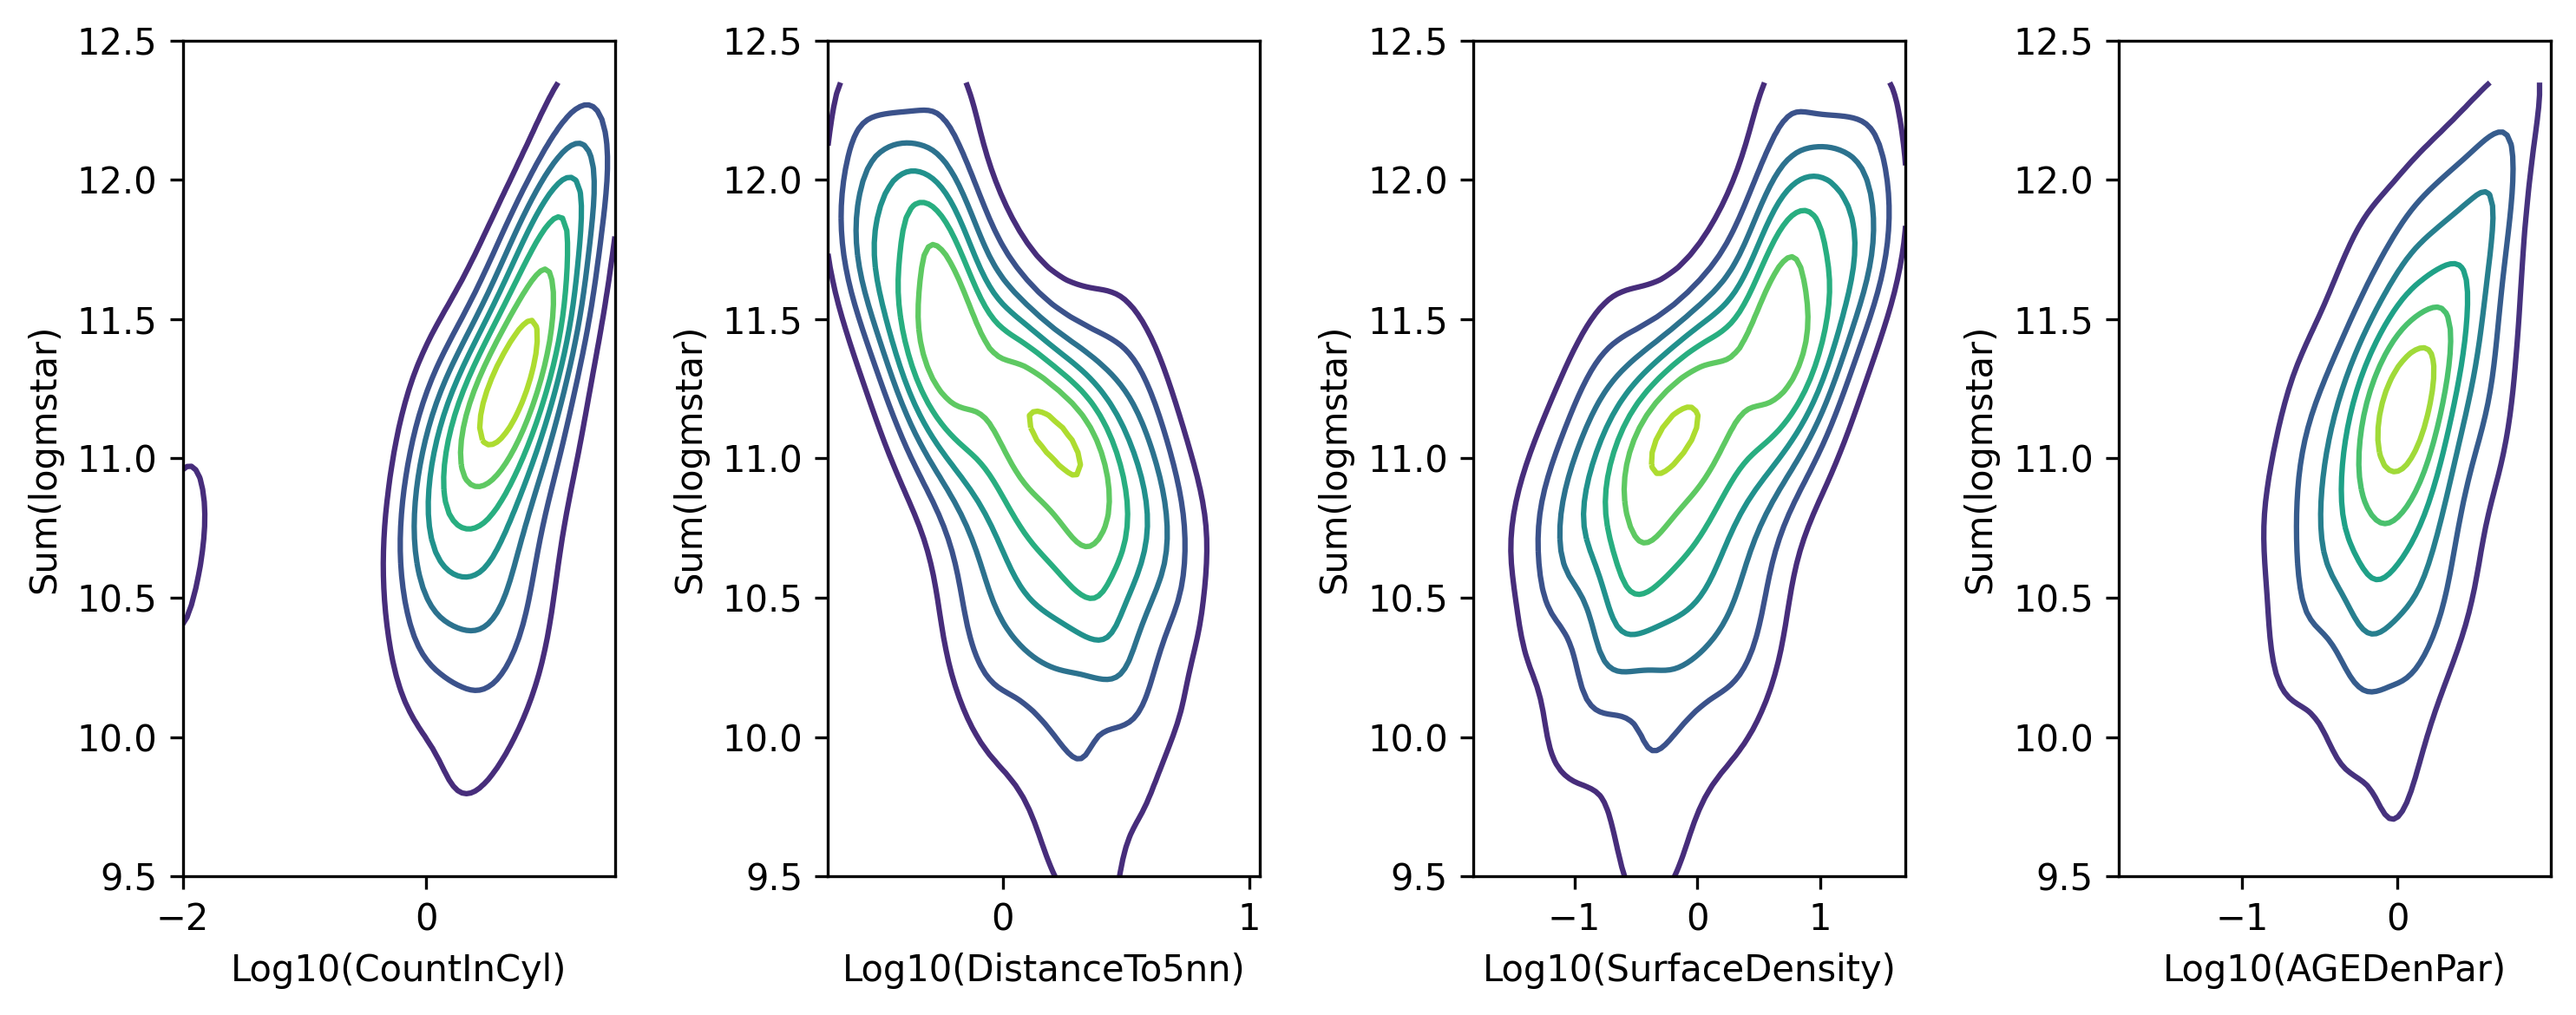 12.5 12.5 12.5 12.5
12.0 12.0 12.0 12.0
11.5 11.5 11.5 11.5
Sum(logmstar) Sum(logmstar) Sum(logmstar) Sum(logmstar)
11.0 11.0 11.0 11.0
10.5 10.5 10.5 10.5
10.0 10.0 10.0 10.0
9.5 9.5 9.5 9.5
−2 0 0 1 −1 0 1 −1 0
Log10(CountInCyl) Log10(DistanceTo5nn) Log10(SurfaceDensity) Log10(AGEDenPar)